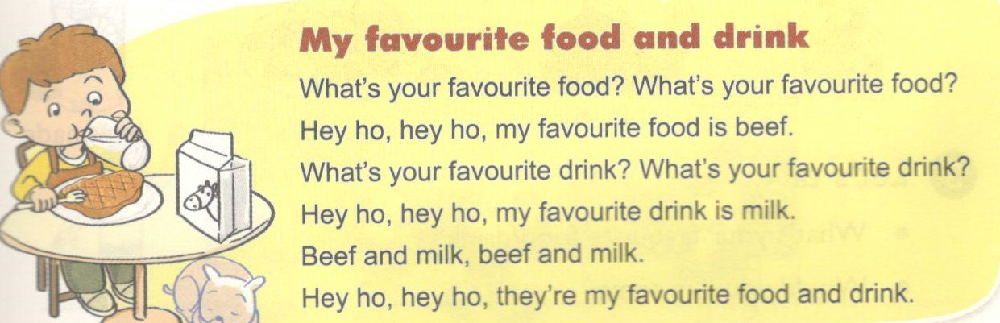 My favourite food and drink
What's your favourite food? What's your favourite food?
Hey ho, hey ho, my favourite food is beef.
What's your favourite drink? What's your favourite drink?
Hey ho, hey ho, my favourite drink is milk.
Beef and milk, beef and milk.
Hey ho, hey ho, they're my favourite food and drink.